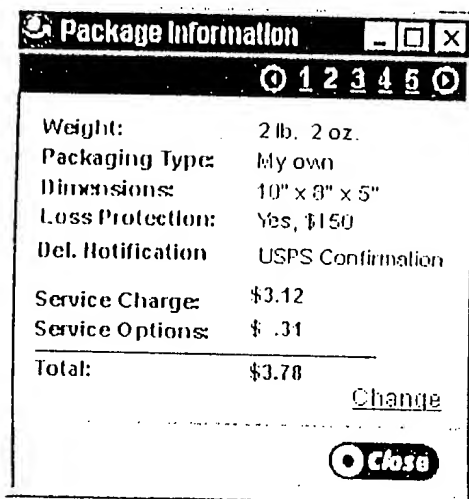 Package Information
1 2 3 4 5
Weight: 2 lb. 2 oz.
Packaging Type: My own
Dimensions: 10" x 8" x 5"
Loss Protection: Yes, $150
Del. Notification USPS Confirmation
Service Charge: $3.12
Service Options: $ .31
Total: $3.78
Change
Close